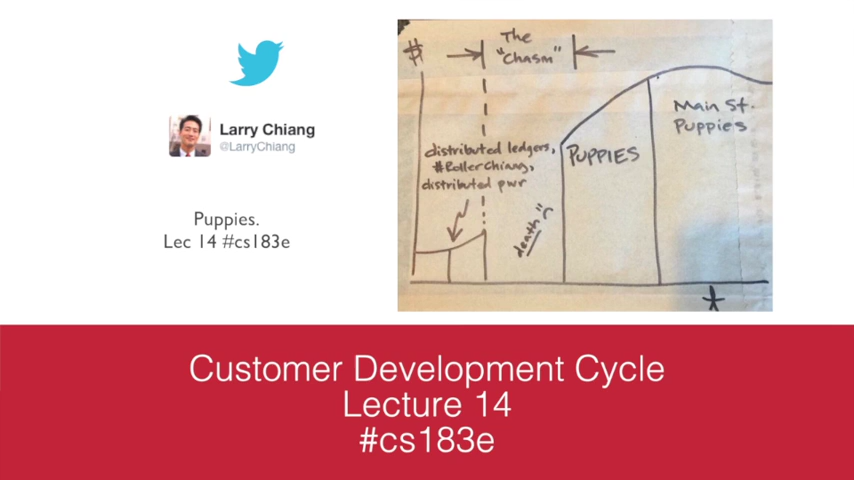 Larry Chiang
@LarryChiang
Puppies.
Lec 14 #cs183e
$
The
"Chasm"
distributed ledgers,
#RollerChiang,
distributed pwr
death"r
PUPPIES
Main St.
Puppies
Customer Development Cycle
Lecture 14
#cs183e